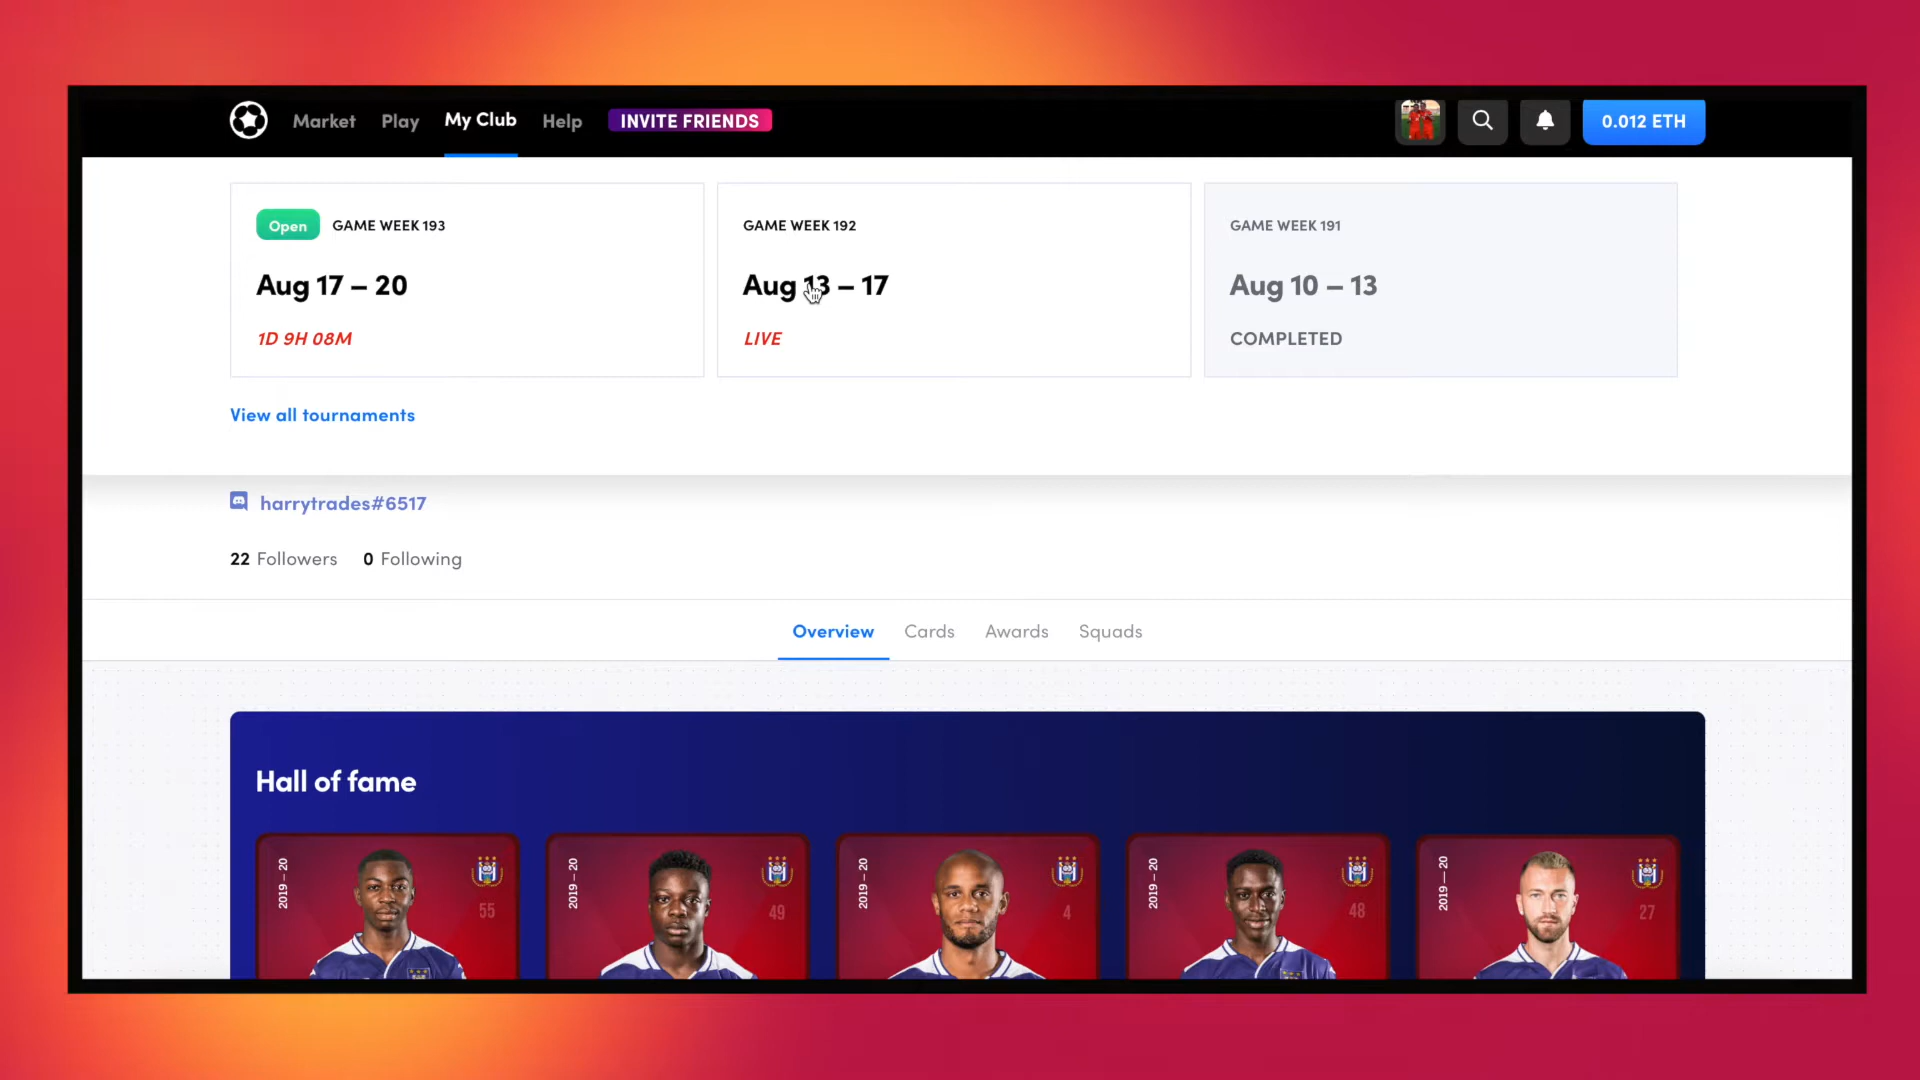 Market Play My Club Help INVITE FRIENDS 0.012 ETH
Open GAME WEEK 193
Aug 17 – 20
1D 9H 08M
GAME WEEK 192
Aug 13 – 17
LIVE
GAME WEEK 191
Aug 10 – 13
COMPLETED
View all tournaments
harrytrades#6517
22 Followers 0 Following
Overview Cards Awards Squads
Hall of fame
2019 – 20 55
2019 – 20 49
2019 – 20 4
2019 – 20 48
2019 – 20 27